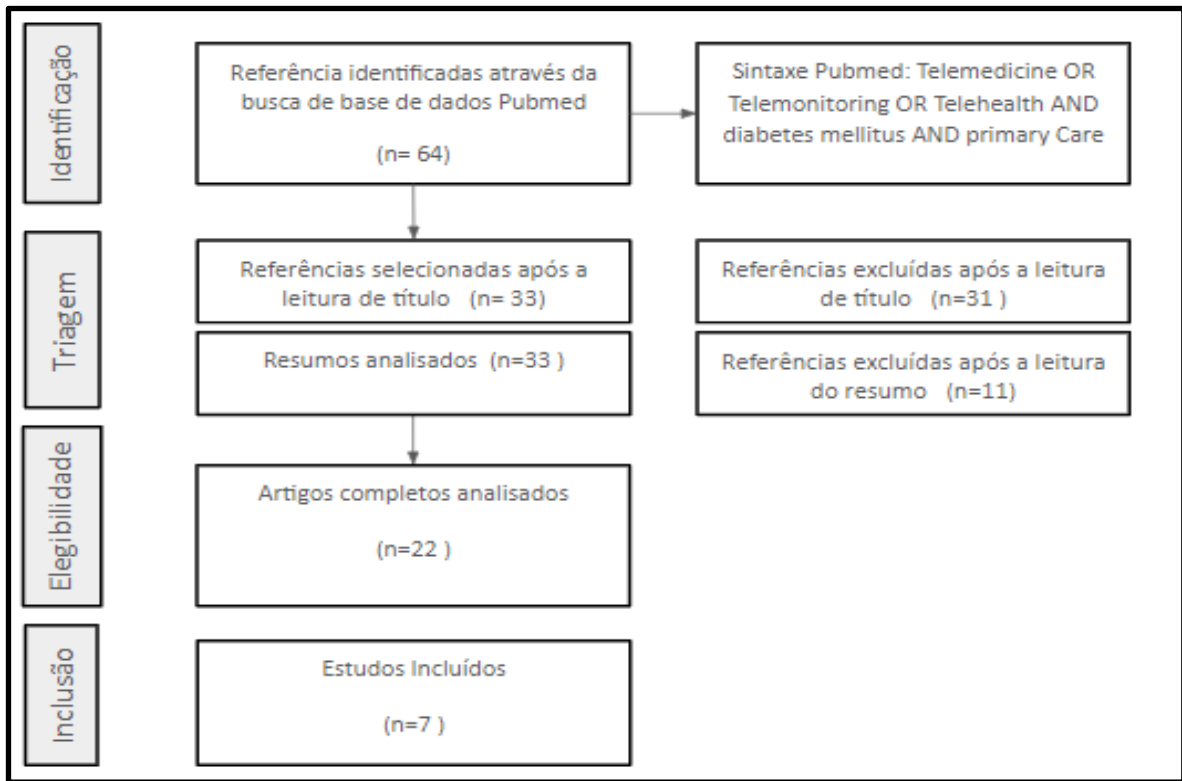 Identificação
Referência identificadas através da
busca de base de dados Pubmed
(n= 64)
Sintaxe Pubmed: Telemedicine OR
Telemonitoring OR Telehealth AND
diabetes mellitus AND primary Care
Triagem
Referências selecionadas após a
leitura de título (n= 33)
Referências excluídas após a leitura
de título (n=31 )
Resumos analisados (n=33 )
Referências excluídas após a leitura
do resumo (n=11)
Elegibilidade
Artigos completos analisados
(n=22 )
Inclusão
Estudos Incluídos
(n=7 )